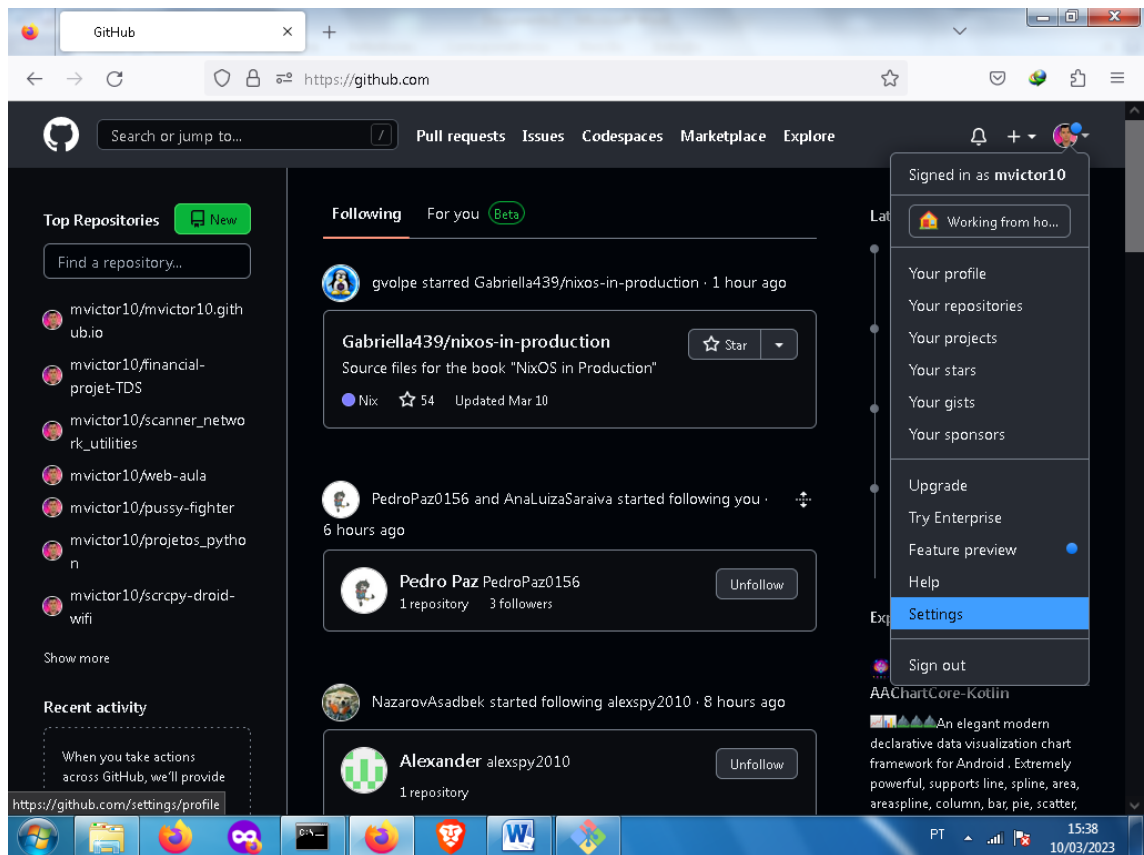 GitHub
https://github.com
Search or jump to...
/
Pull requests Issues Codespaces Marketplace Explore
Signed in as mvictor10
Working from ho...
Your profile
Your repositories
Your projects
Your stars
Your gists
Your sponsors
Upgrade
Try Enterprise
Feature preview
Help
Settings
Sign out
Top Repositories New
Find a repository...
mvictor10/mvictor10.gith
ub.io
mvictor10/financial-
projet-TDS
mvictor10/scanner_netwo
rk_utilities
mvictor10/web-aula
mvictor10/pussy-fighter
mvictor10/projetos_pytho
n
mvictor10/scrcpy-droid-
wifi
Show more
Recent activity
When you take actions
across GitHub, we'll provide
https://github.com/settings/profile
Following For you Beta
gvolpe starred Gabriella439/nixos-in-production · 1 hour ago
Gabriella439/nixos-in-production
Star
Source files for the book "NixOS in Production"
Nix 54 Updated Mar 10
PedroPaz0156 and AnaLuizaSaraiva started following you ·
6 hours ago
Pedro Paz PedroPaz0156
1 repository 3 followers
Unfollow
NazarovAsadbek started following alexspy2010 · 8 hours ago
Alexander alexspy2010
1 repository
Unfollow
Lat
Exp
AAChartCore-Kotlin
An elegant modern
declarative data visualization chart
framework for Android . Extremely
powerful, supports line, spline, area,
areaspline, column, bar, pie, scatter,
PT
15:38
10/03/2023